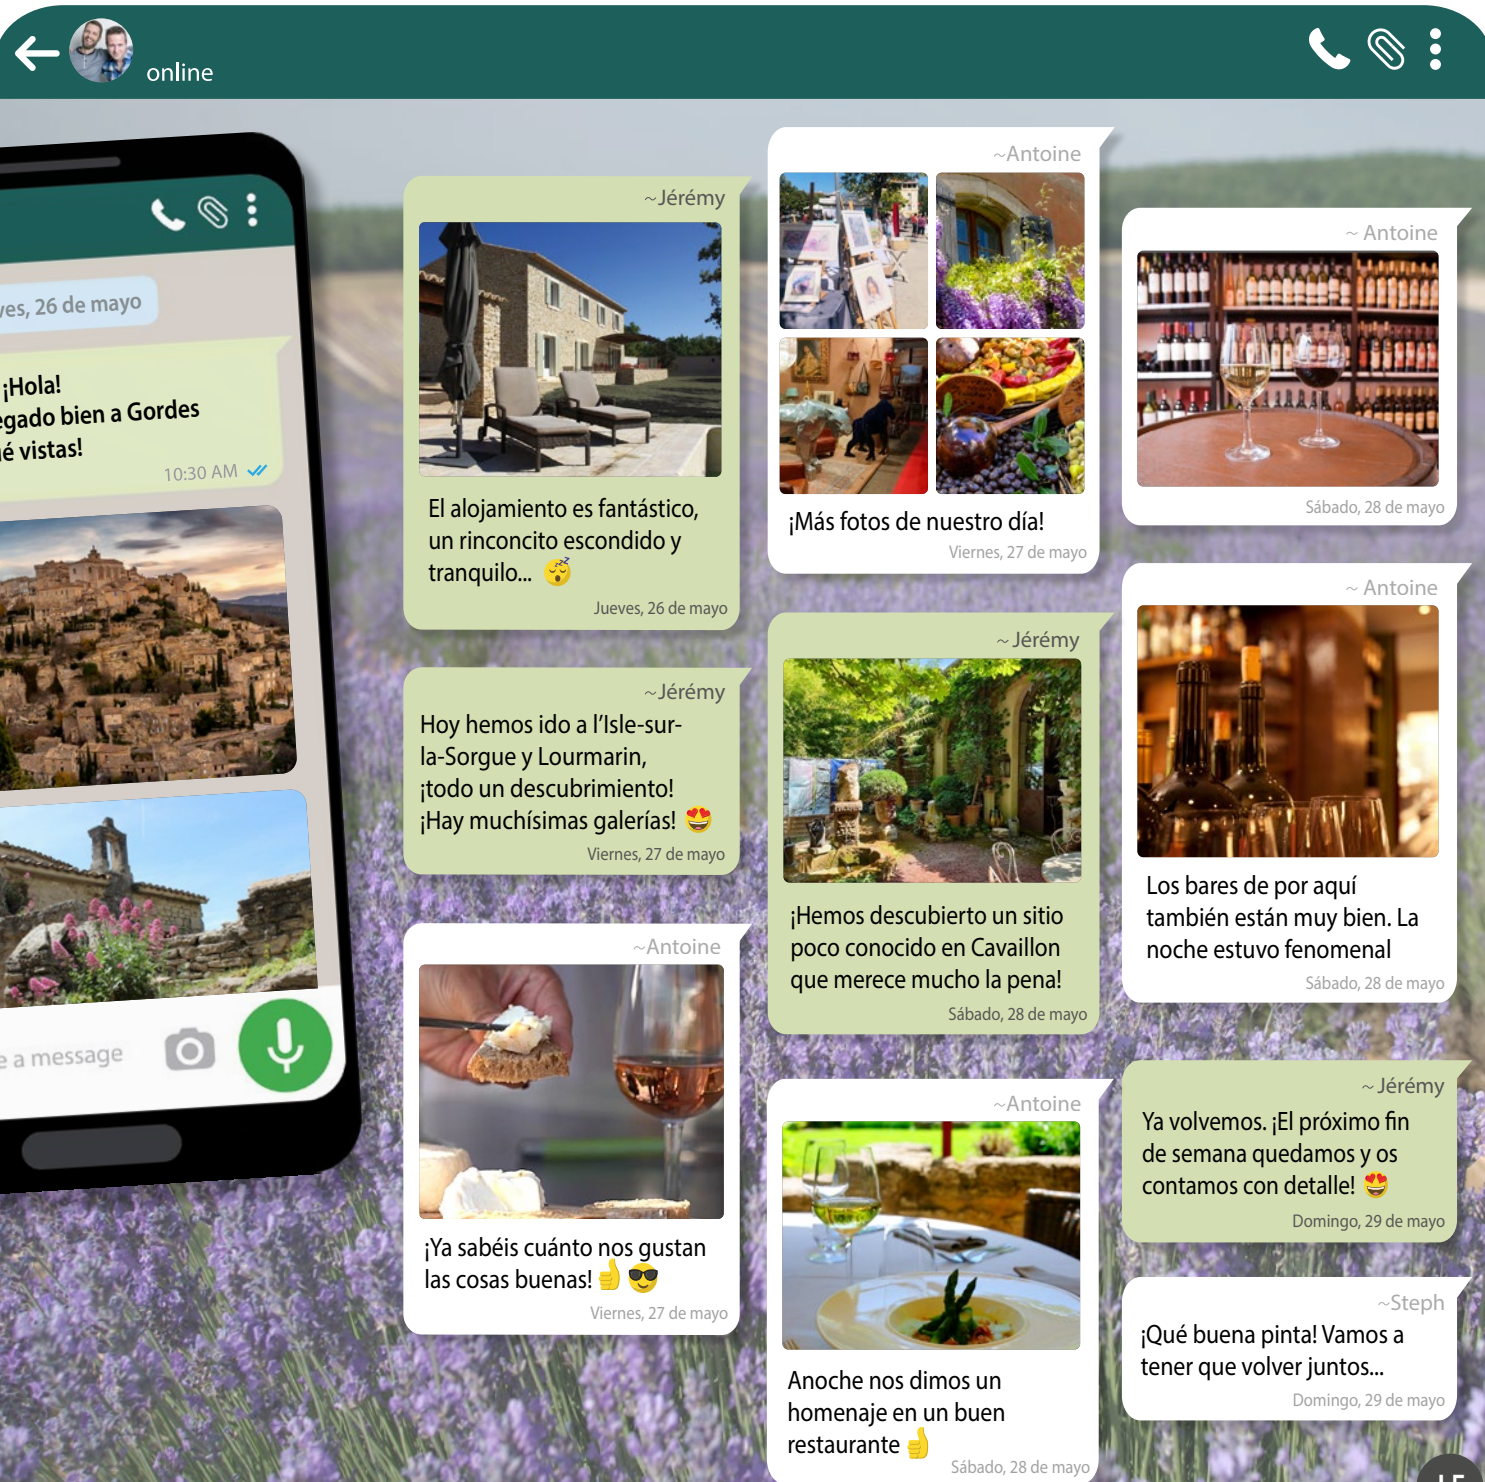 online
26 de mayo
¡Hola!
bien a Gordes
vistas!
10:30 AM
a message
~Jérémy
El alojamiento es fantástico,
un rinconcito escondido y
tranquilo...
Jueves, 26 de mayo
~Jérémy
Hoy hemos ido a l'Isle-sur-
la-Sorgue y Lourmarin,
¡todo un descubrimiento!
¡Hay muchísimas galerías!
Viernes, 27 de mayo
~Antoine
¡Ya sabéis cuánto nos gustan
las cosas buenas!
Viernes, 27 de mayo
~Antoine
¡Más fotos de nuestro día!
Viernes, 27 de mayo
~Jérémy
¡Hemos descubierto un sitio
poco conocido en Cavaillon
que merece mucho la pena!
Sábado, 28 de mayo
~Antoine
Anoche nos dimos un
homenaje en un buen
restaurante
Sábado, 28 de mayo
~ Antoine
Sábado, 28 de mayo
~ Antoine
Los bares de por aquí
también están muy bien. La
noche estuvo fenomenal
Sábado, 28 de mayo
~ Jérémy
Ya volvemos. ¡El próximo fin
de semana quedamos y os
contamos con detalle!
Domingo, 29 de mayo
~Steph
¡Qué buena pinta! Vamos a
tener que volver juntos...
Domingo, 29 de mayo